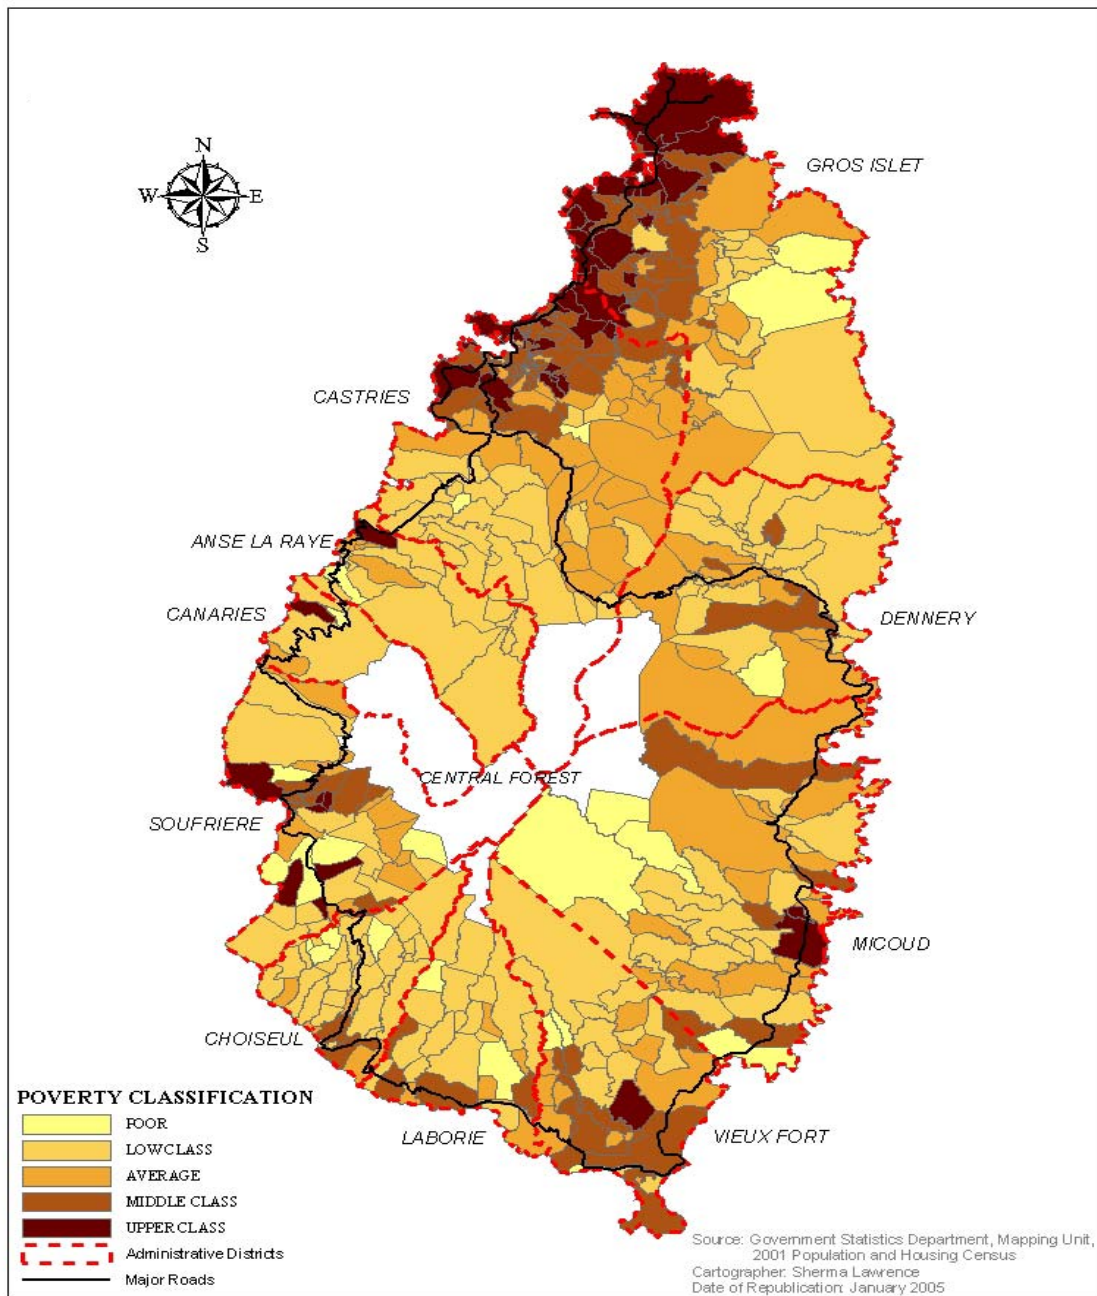 N
W E
S
GROS ISLET
CASTRIES
ANSE LA RAYE
CANARIES
DENNERY
CENTRAL FOREST
SOUFRIERE
MICOUD
CHOISEUL
LABORIE
VIEUX FORT
POVERTY CLASSIFICATION
POOR
LOW CLASS
AVERAGE
MIDDLE CLASS
UPPER CLASS
Administrative Districts
Major Roads
Source: Government Statistics Department, Mapping Unit,
2001 Population and Housing Census
Cartographer: Sherma Lawrence
Date of Republication: January 2005